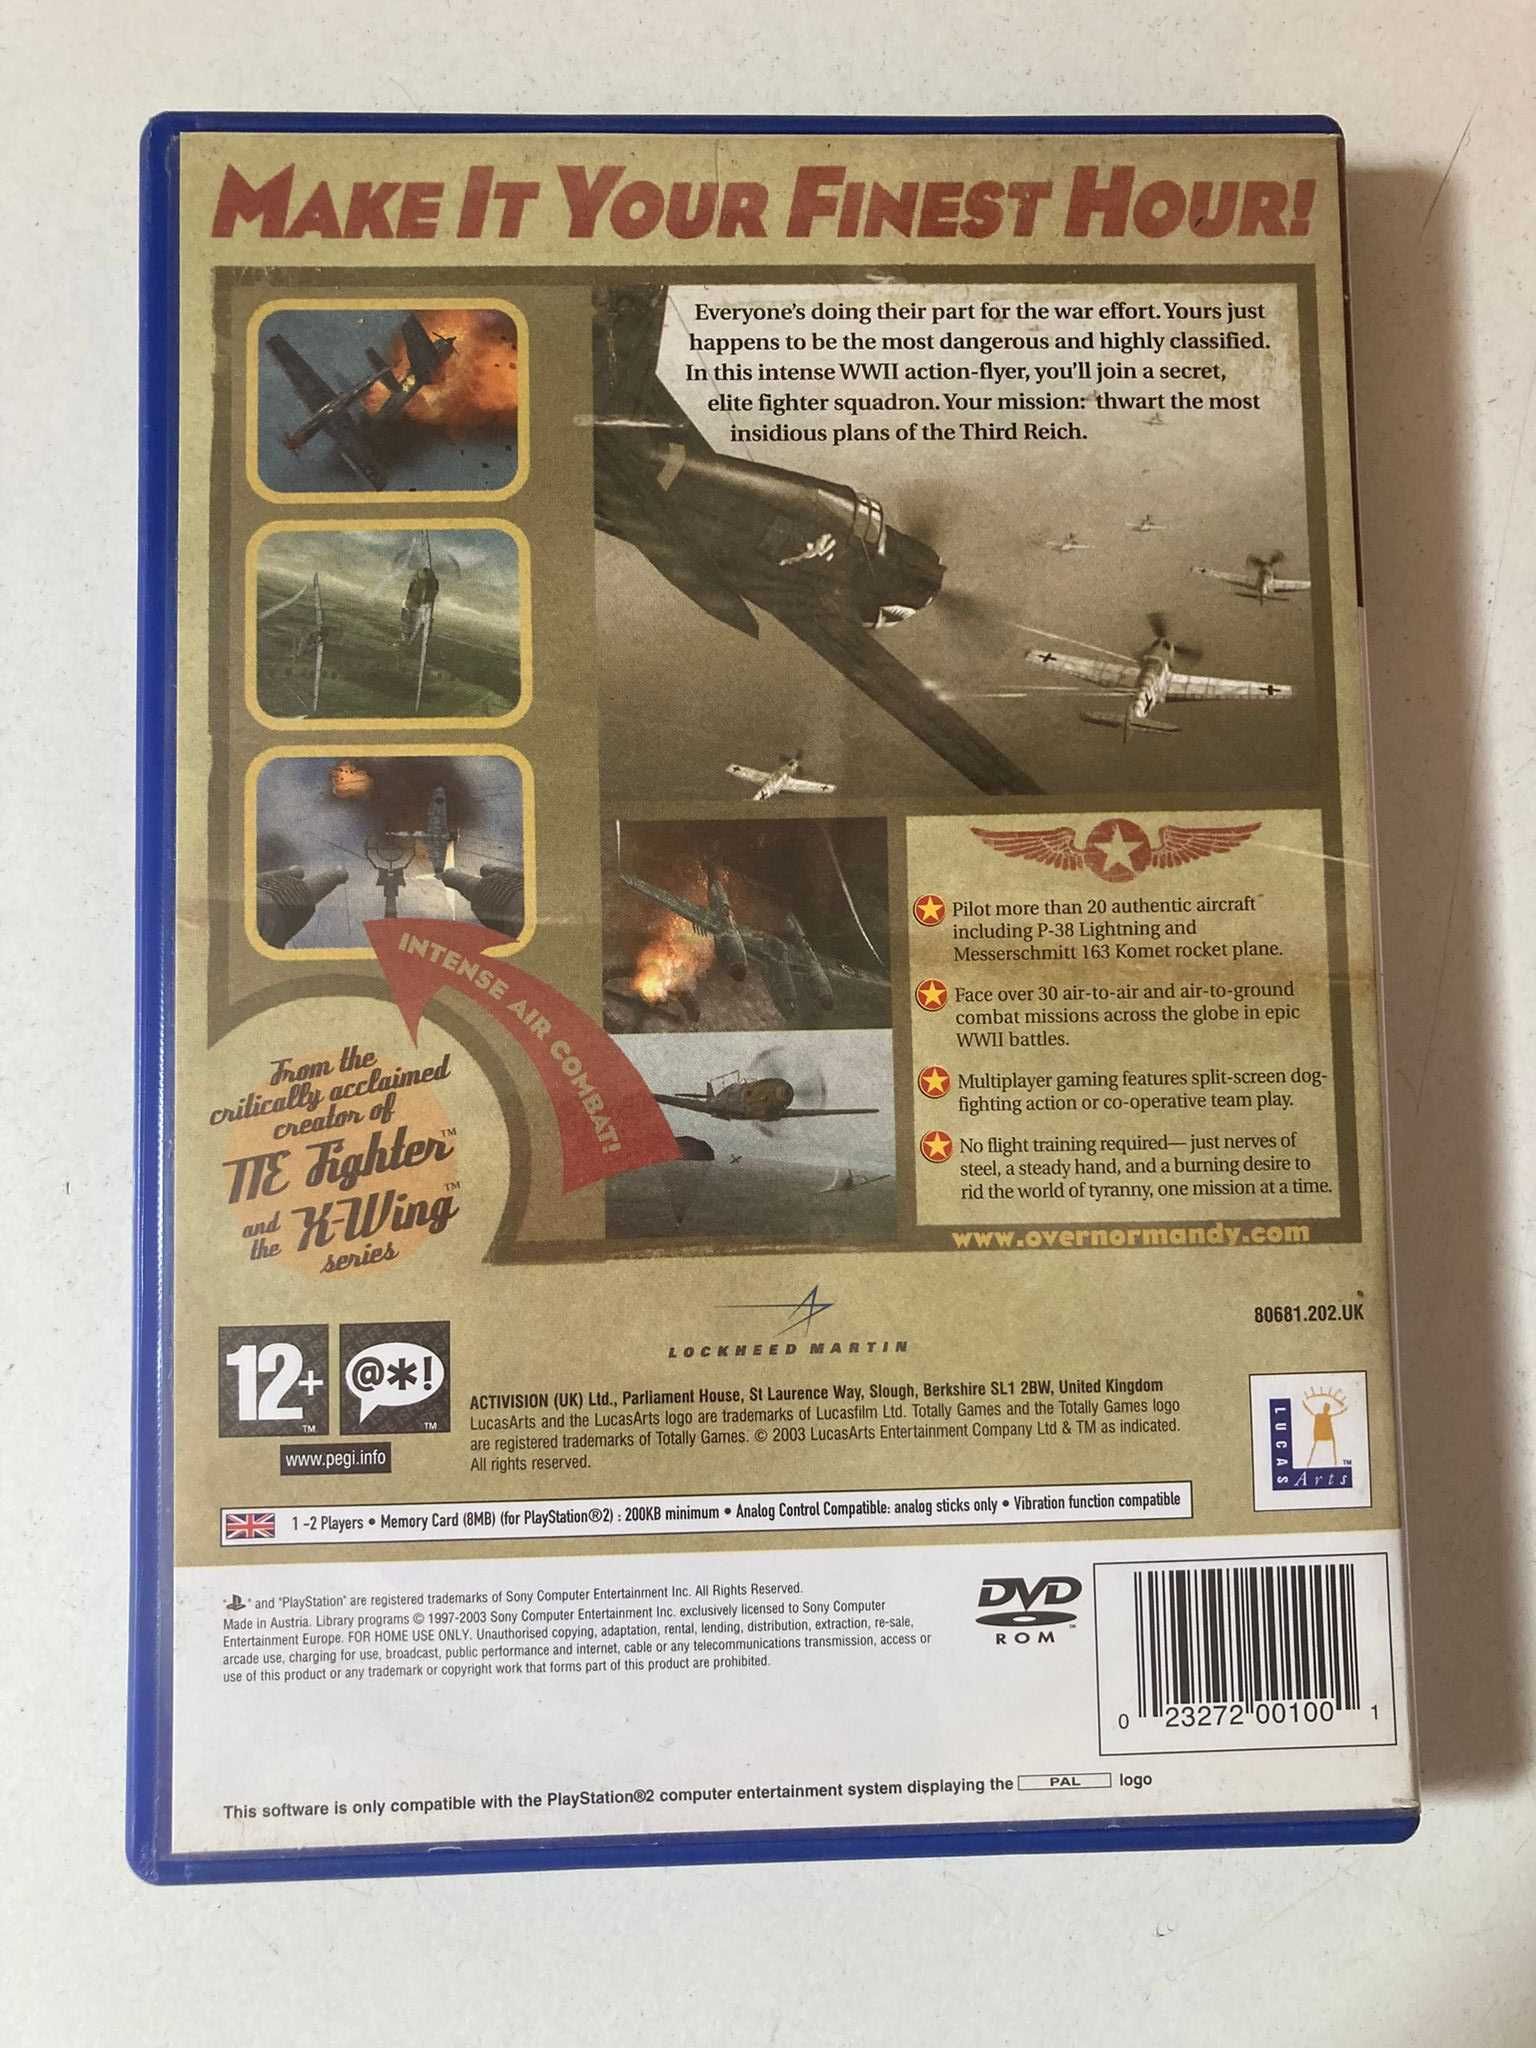 MAKE IT YOUR FINEST HOUR!
Everyone's doing their part for the war effort. Yours just
happens to be the most dangerous and highly classified.
In this intense WWII action-flyer, you'll join a secret,
elite fighter squadron. Your mission: thwart the most
insidious plans of the Third Reich.
INTENSE AIR COMBAT!
From the
critically acclaimed
creator of
TIE Fighter™
and
the X-Wing™
series
Pilot more than 20 authentic aircraft
including P-38 Lightning and
Messerschmitt 163 Komet rocket plane.
Face over 30 air-to-air and air-to-ground
combat missions across the globe in epic
WWII battles.
Multiplayer gaming features split-screen dog-
fighting action or co-operative team play.
No flight training required— just nerves of
steel, a steady hand, and a burning desire to
rid the world of tyranny, one mission at a time.
www.overnormandy.com
LOCKHEED MARTIN
80681.202.UK
12+ ™
@*! ™
www.pegi.info
ACTIVISION (UK) Ltd., Parliament House, St Laurence Way, Slough, Berkshire SL1 2BW, United Kingdom
LucasArts and the LucasArts logo are trademarks of Lucasfilm Ltd. Totally Games and the Totally Games logo
are registered trademarks of Totally Games. © 2003 LucasArts Entertainment Company Ltd & TM as indicated.
All rights reserved.
LUCAS Arts ™
1 -2 Players • Memory Card (8MB) (for PlayStation®2) : 200KB minimum • Analog Control Compatible: analog sticks only • Vibration function compatible
" " and "PlayStation" are registered trademarks of Sony Computer Entertainment Inc. All Rights Reserved.
Made in Austria. Library programs © 1997-2003 Sony Computer Entertainment Inc. exclusively licensed to Sony Computer
Entertainment Europe. FOR HOME USE ONLY. Unauthorised copying, adaptation, rental, lending, distribution, extraction, re-sale,
arcade use, charging for use, broadcast, public performance and internet, cable or any telecommunications transmission, access or
use of this product or any trademark or copyright work that forms part of this product are prohibited.
DVD
ROM
0 23272 00100 1
This software is only compatible with the PlayStation®2 computer entertainment system displaying the PAL logo